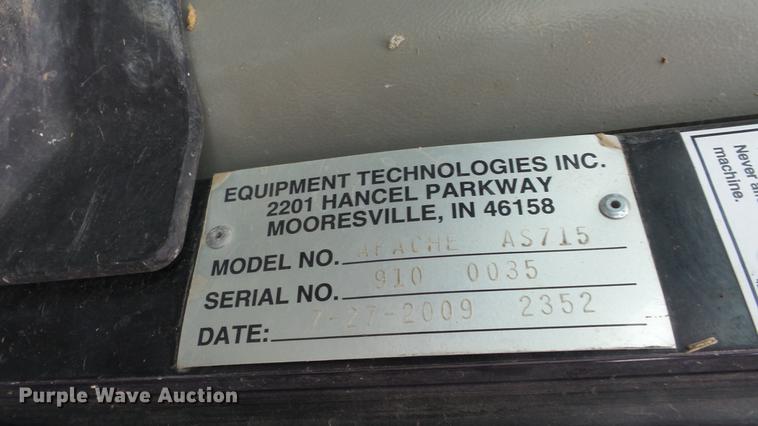 EQUIPMENT TECHNOLOGIES INC.
2201 HANCEL PARKWAY
MOORESVILLE, IN 46158
MODEL NO. APACHE AS715
SERIAL NO. 910 0035
DATE: 7-27-2009 2352
Never
machine.
Purple Wave Auction®